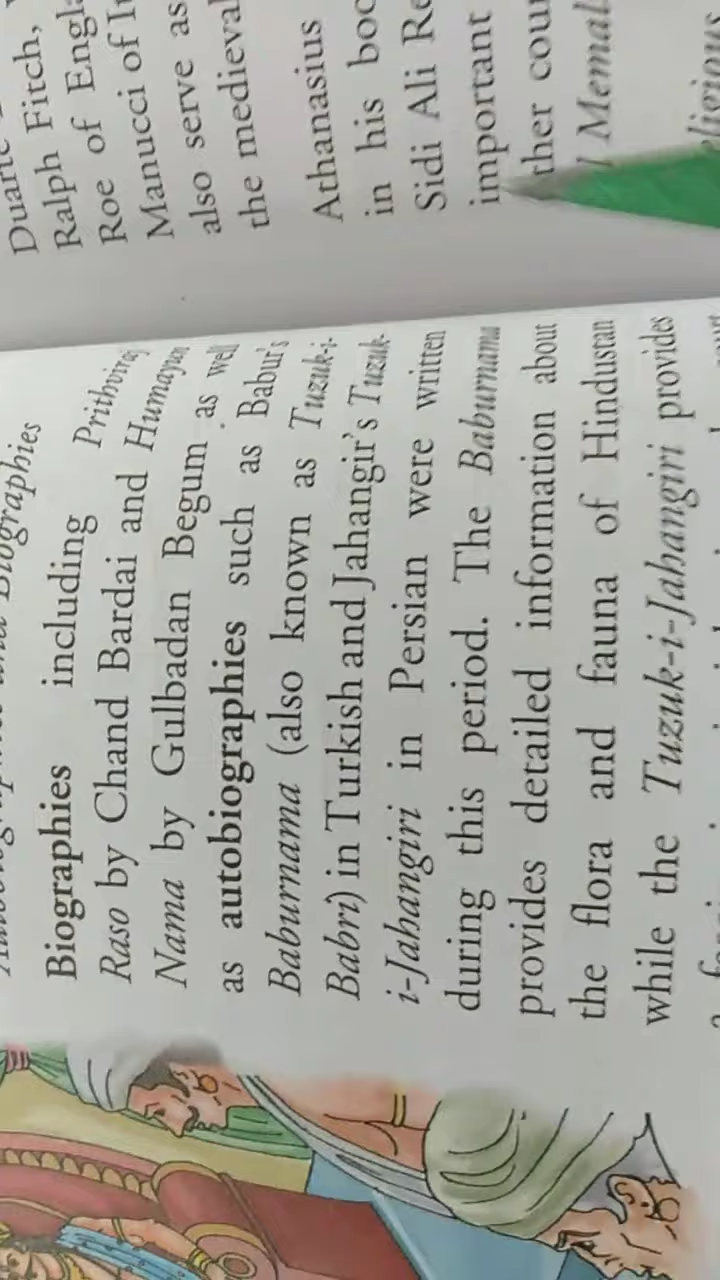 Biographies
Biographies including Prithviraj
Raso by Chand Bardai and Humayun
Nama by Gulbadan Begum as well
as autobiographies such as Babur's
Baburnama (also known as Tuzuk-i-
Babri) in Turkish and Jahangir's Tuzuk-
i-Jahangiri in Persian were written
during this period. The Baburnama
provides detailed information about
the flora and fauna of Hindustan
while the Tuzuk-i-Jahangiri provides
Duarte
Ralph Fitch,
Roe of Engl
Manucci of I
also serve as
the medieval
Athanasius
in his boo
Sidi Ali Re
important
ther cour
Memal